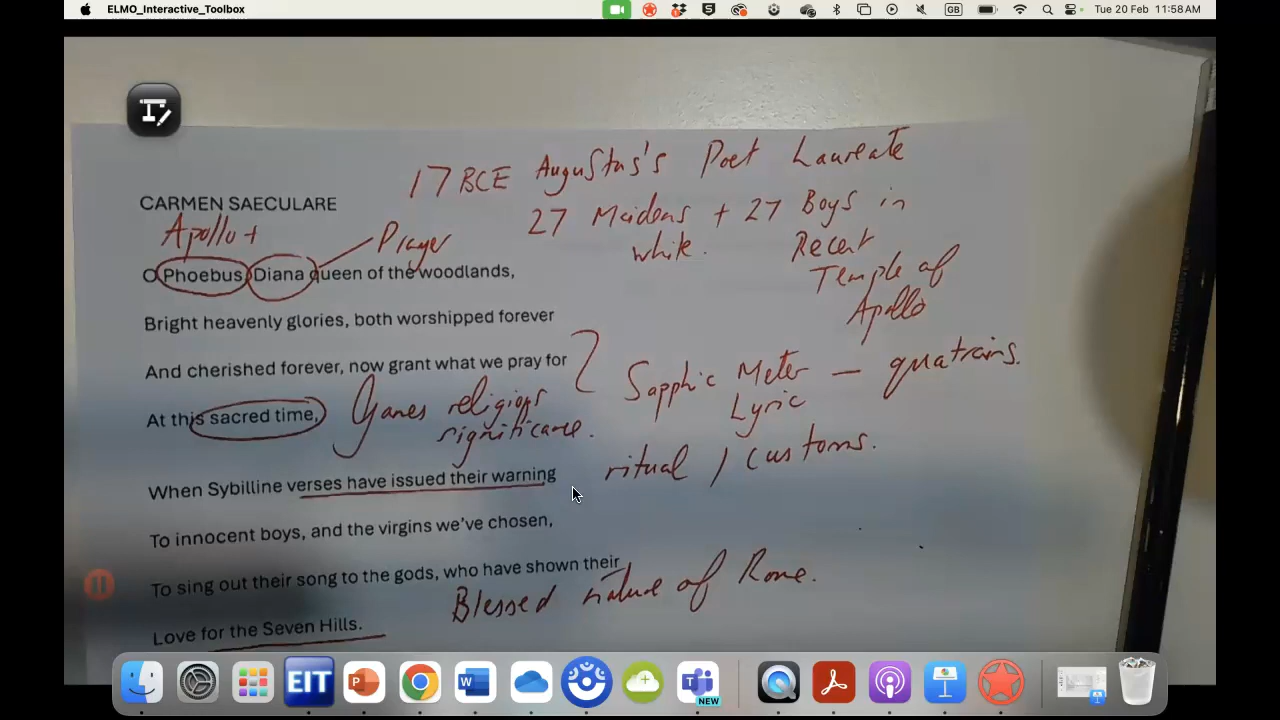 ELMO_Interactive_Toolbox
GB
Tue 20 Feb 11:58 AM
17 BCE Augustus's Poet Laureate
CARMEN SAECULARE
27 Maidens + 27 Boys in
white.
Recent
Temple of
Apollo
Apollo +
Prayer
O Phoebus Diana queen of the woodlands,
Bright heavenly glories, both worshipped forever
And cherished forever, now grant what we pray for
Sapphic Meter — quatrains.
Lyric
At this sacred time,
Games religious
significance.
ritual / customs.
When Sybilline verses have issued their warning
To innocent boys, and the virgins we've chosen,
To sing out their song to the gods, who have shown their
Blessed nature of Rome.
Love for the Seven Hills.
EIT
NEW